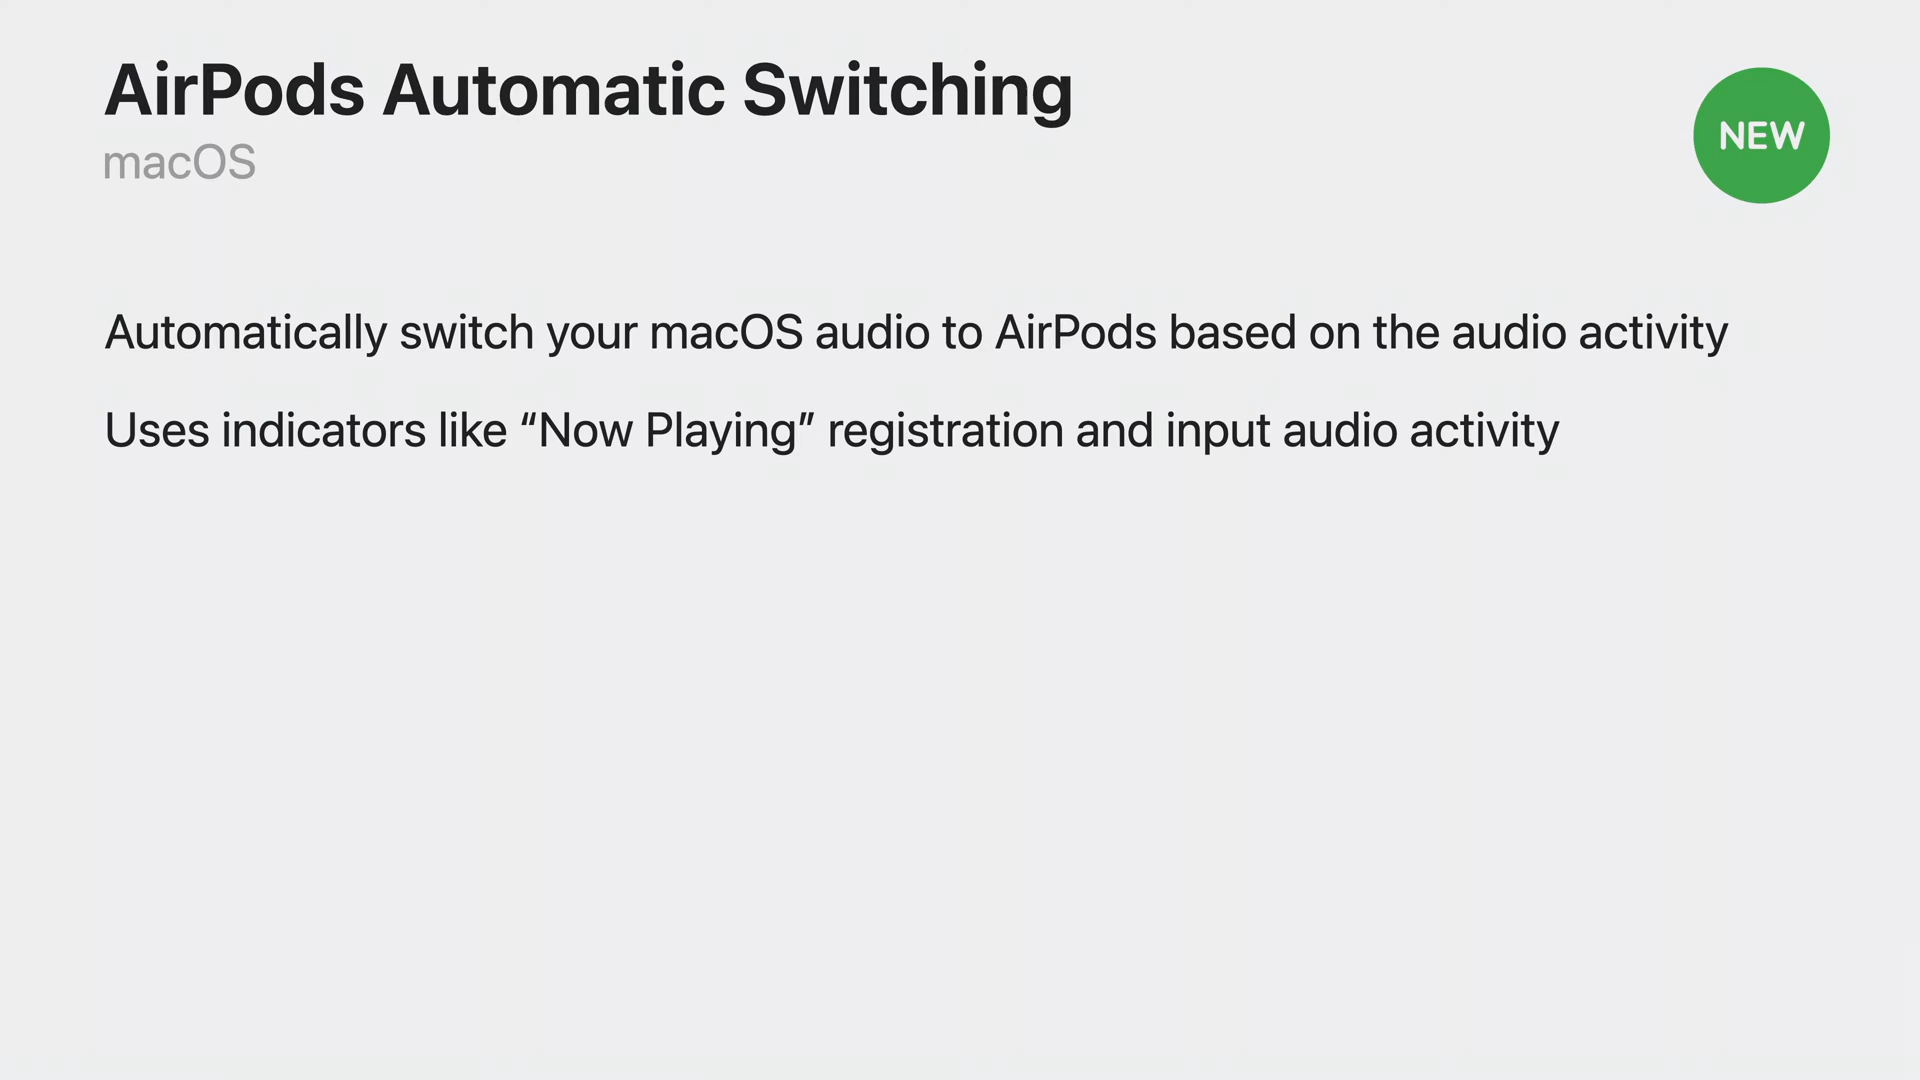 AirPods Automatic Switching
macOS
NEW
Automatically switch your macOS audio to AirPods based on the audio activity
Uses indicators like “Now Playing” registration and input audio activity